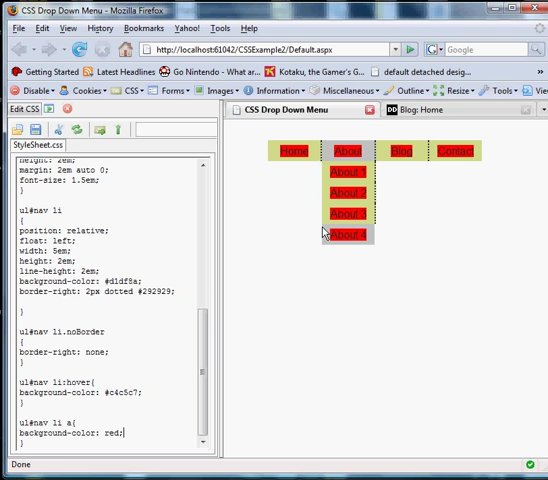 CSS Drop Down Menu - Mozilla Firefox
File Edit View History Bookmarks Yahoo! Tools Help
http://localhost:61042/CSSExample2/Default.aspx
Google
Getting Started Latest Headlines Go Nintendo - What ar... Kotaku, the Gamer's G... default detached desig...
Disable Cookies CSS Forms Images Information Miscellaneous Outline Resize Tools
Edit CSS
CSS Drop Down Menu
Blog: Home
StyleSheet.css
Home About Blog Contact
About 1
About 2
About 3
About 4
height: 2em;
margin: 2em auto 0;
font-size: 1.5em;
}
ul#nav li
{
position: relative;
float: left;
width: 5em;
height: 2em;
line-height: 2em;
background-color: #d1df8a;
border-right: 2px dotted #292929;
}
ul#nav li.noBorder
{
border-right: none;
}
ul#nav li:hover{
background-color: #c4c5c7;
}
ul#nav li a{
background-color: red;
}
Done